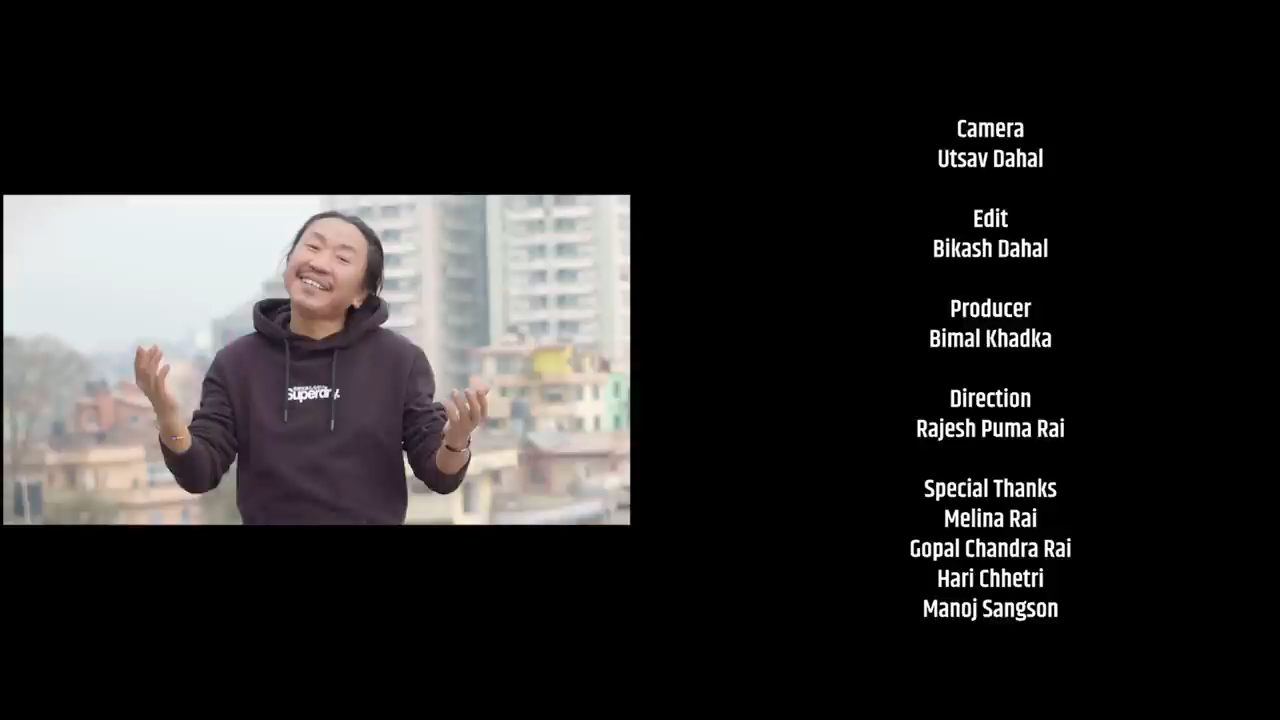 Superdry.
Camera
Utsav Dahal
Edit
Bikash Dahal
Producer
Bimal Khadka
Direction
Rajesh Puma Rai
Special Thanks
Melina Rai
Gopal Chandra Rai
Hari Chhetri
Manoj Sangson